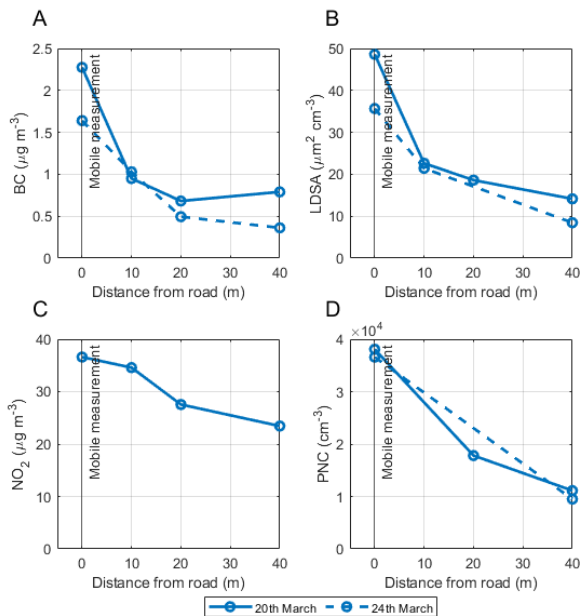 A
2.5
2
1.5
1
0.5
0
BC (μg m-3)
Mobile measurement
0 10 20 30 40
Distance from road (m)
B
50
40
30
20
10
0
LDSA (μm² cm-3)
Mobile measurement
0 10 20 30 40
Distance from road (m)
C
40
30
20
10
0
NO₂ (μg m-3)
Mobile measurement
0 10 20 30 40
Distance from road (m)
D
×10⁴
4
3
2
1
0
PNC (cm-3)
Mobile measurement
0 10 20 30 40
Distance from road (m)
20th March 24th March